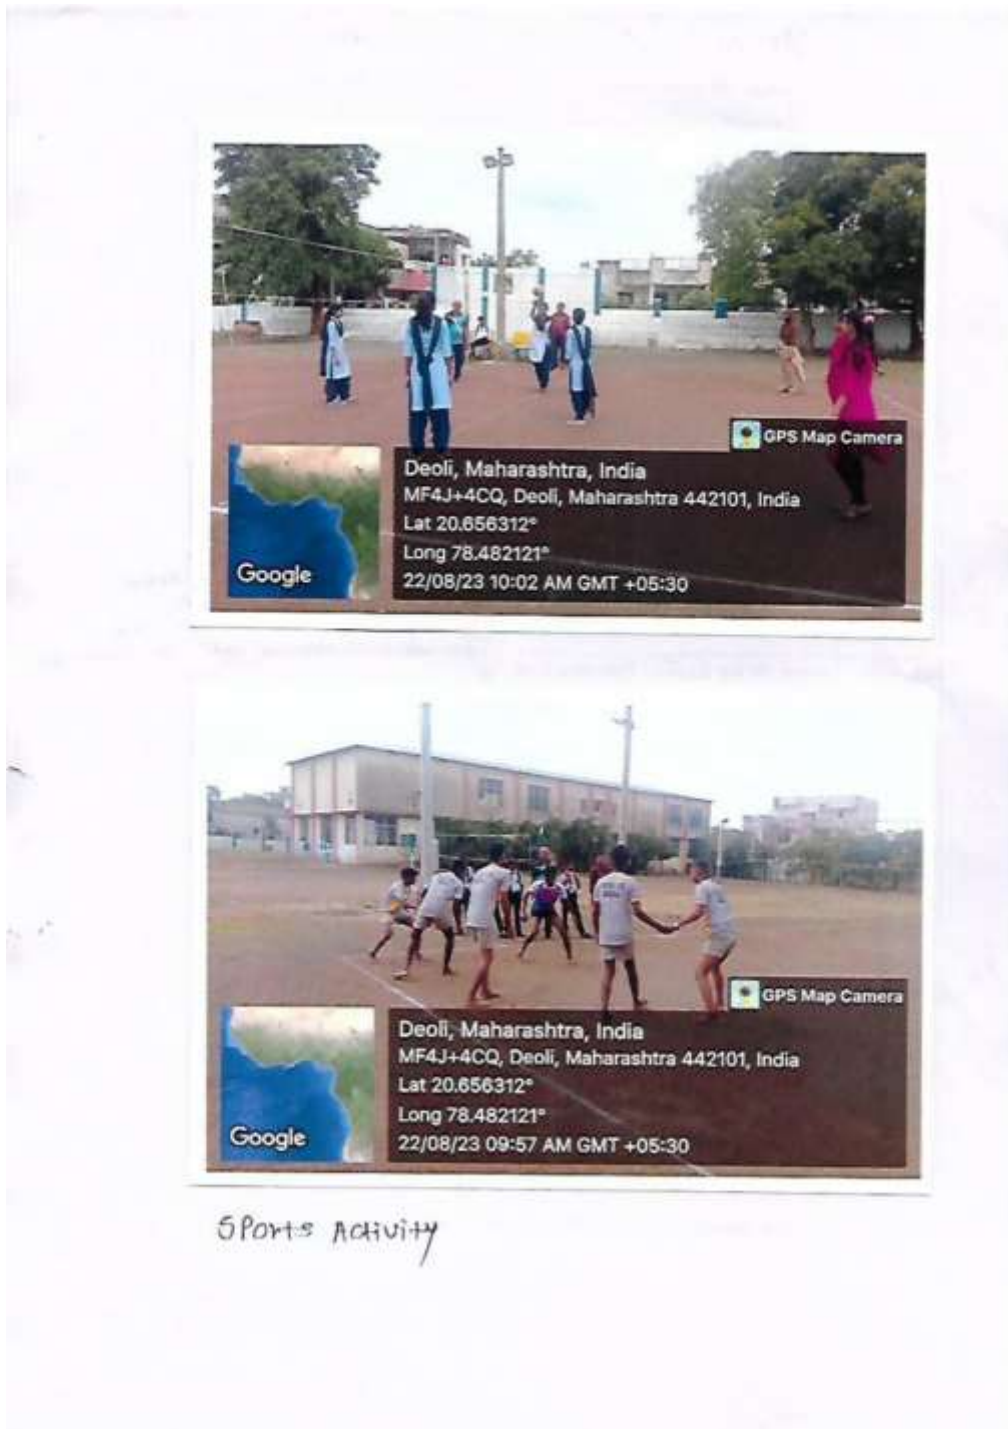 GPS Map Camera
Deoli, Maharashtra, India
MF4J+4CQ, Deoli, Maharashtra 442101, India
Lat 20.656312°
Long 78.482121°
22/08/23 10:02 AM GMT +05:30
Google
GPS Map Camera
Deoli, Maharashtra, India
MF4J+4CQ, Deoli, Maharashtra 442101, India
Lat 20.656312°
Long 78.482121°
22/08/23 09:57 AM GMT +05:30
Google
SPorts Activity